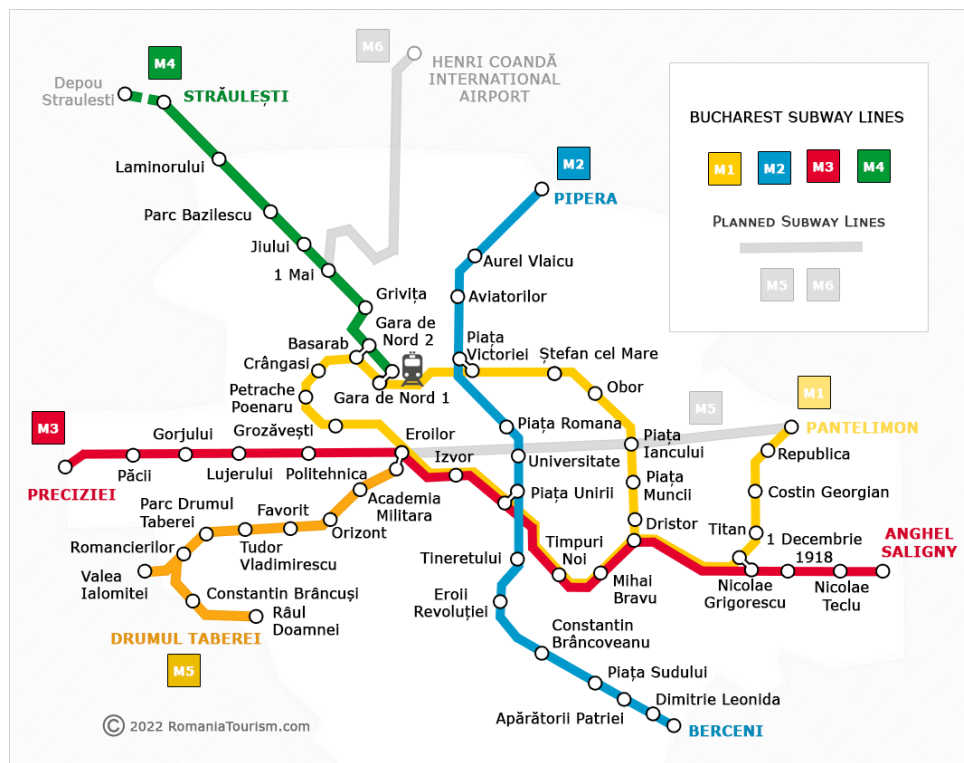 M6
HENRI COANDĂ
INTERNATIONAL
AIRPORT
M4
Depou
Straulesti
STRĂULEȘTI
BUCHAREST SUBWAY LINES
M1
M2
M3
M4
PLANNED SUBWAY LINES
M5
M6
Laminorului
Parc Bazilescu
Jiului
1 Mai
Grivița
Gara de
Nord 2
Basarab
Crângasi
Petrache
Poenaru
Gara de Nord 1
Grozăvești
M2
PIPERA
Aurel Vlaicu
Aviatorilor
Piața
Victoriei
Ștefan cel Mare
Obor
Piața Romana
Piața
Iancului
M5
M1
PANTELIMON
Republica
Universitate
Piața
Muncii
Costin Georgian
M3
Gorjului
Eroilor
Păcii
Lujerului
Politehnica
Izvor
PRECIZIEI
Piața Unirii
Academia
Militara
Dristor
Titan
1 Decembrie
1918
ANGHEL
SALIGNY
Parc Drumul
Taberei
Favorit
Orizont
Romancierilor
Tudor
Vladimirescu
Tineretului
Timpuri
Noi
Mihai
Bravu
Nicolae
Grigorescu
Nicolae
Teclu
Valea
Ialomitei
Constantin Brâncuși
Râul
Doamnei
Eroii
Revoluției
DRUMUL TABEREI
M5
Constantin
Brâncoveanu
Piața Sudului
Dimitrie Leonida
Apărătorii Patriei
BERCENI
© 2022 RomaniaTourism.com